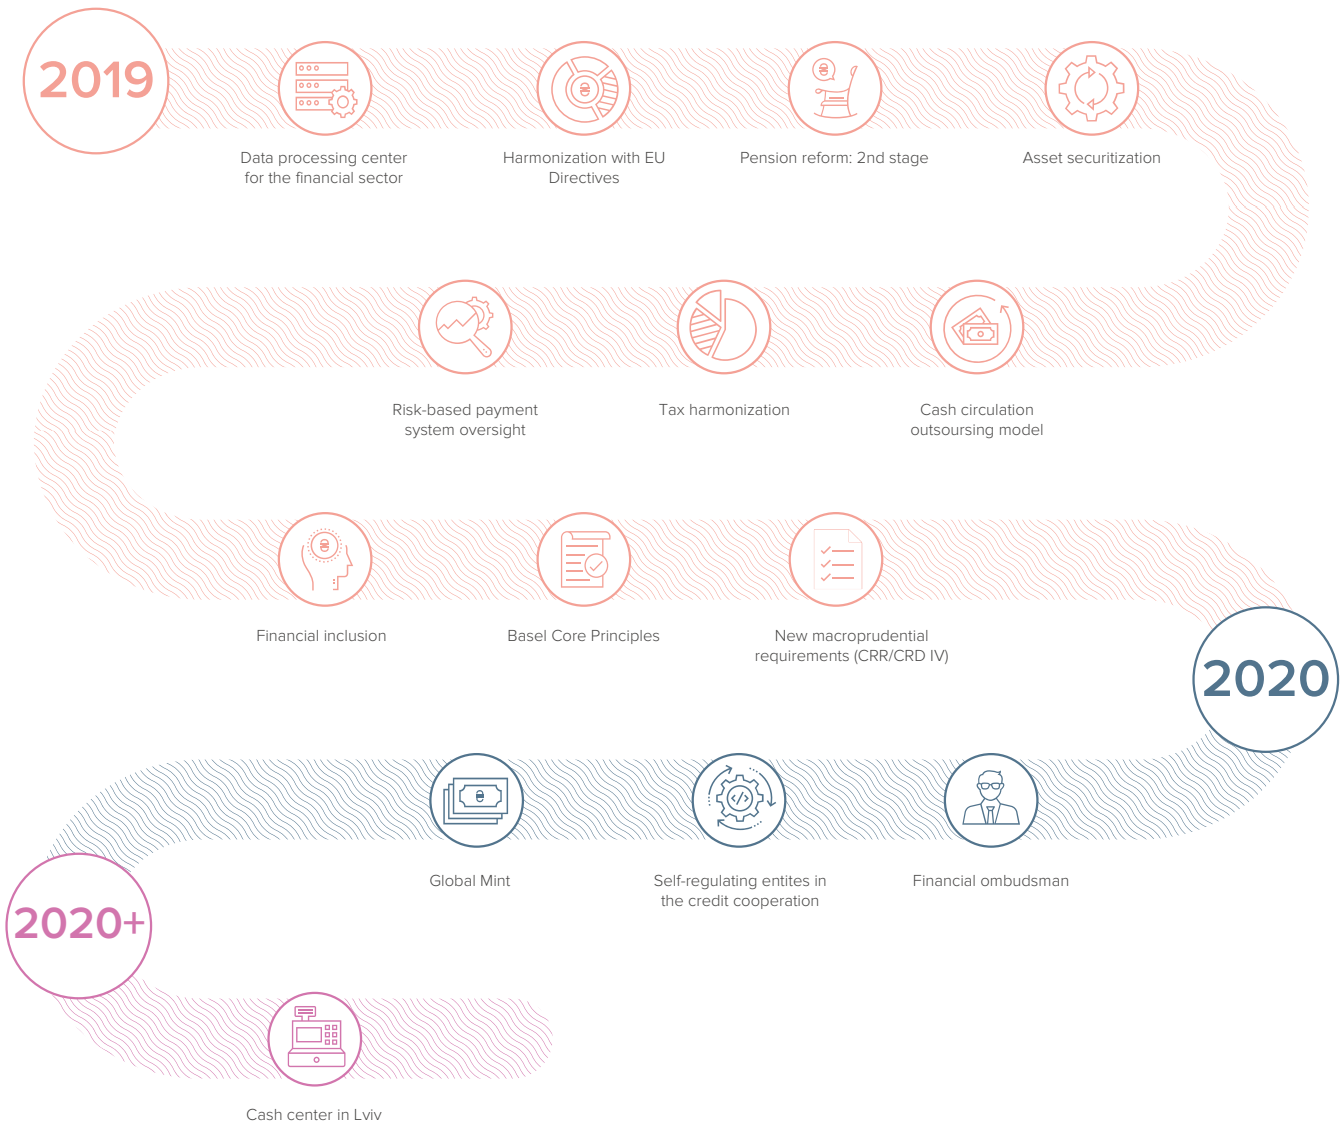 2019
Data processing center
for the financial sector
Harmonization with EU
Directives
Pension reform: 2nd stage
Asset securitization
Risk-based payment
system oversight
Tax harmonization
Cash circulation
outsoursing model
Financial inclusion
Basel Core Principles
New macroprudential
requirements (CRR/CRD IV)
2020
Global Mint
Self-regulating entites in
the credit cooperation
Financial ombudsman
2020+
Cash center in Lviv